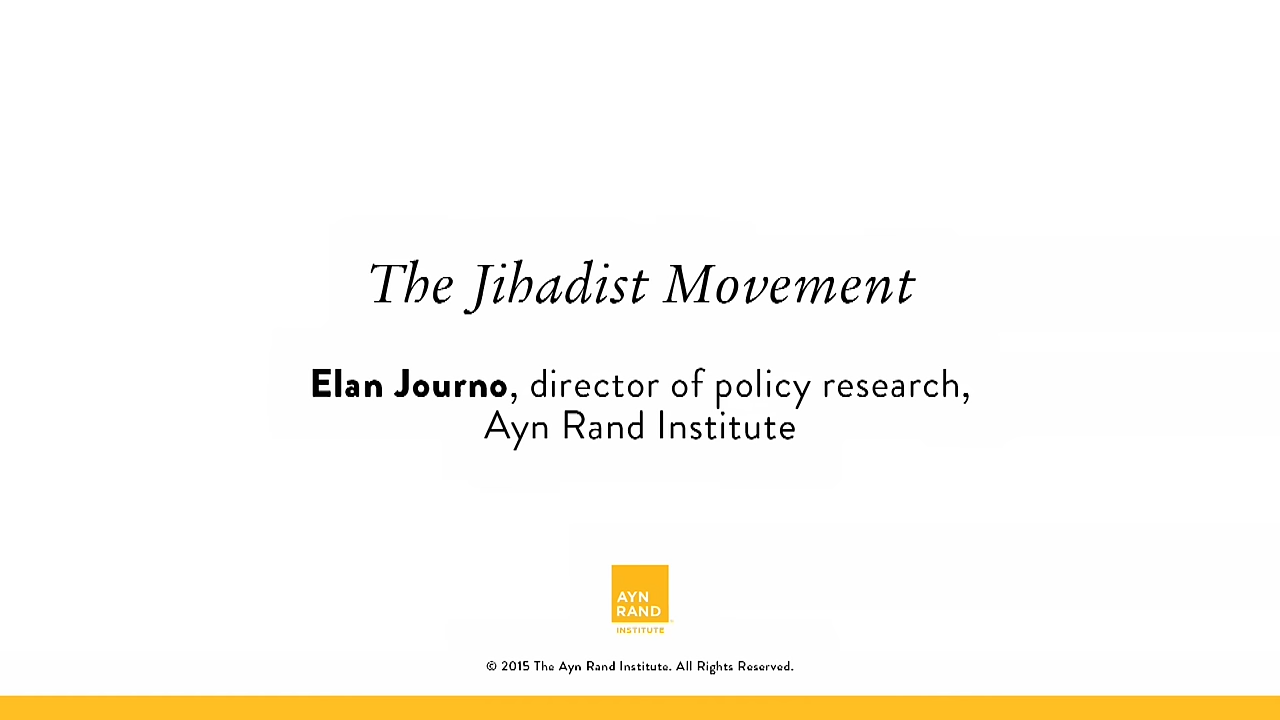 The Jihadist Movement
Elan Journo, director of policy research,
Ayn Rand Institute
AYN
RAND
INSTITUTE
© 2015 The Ayn Rand Institute. All Rights Reserved.